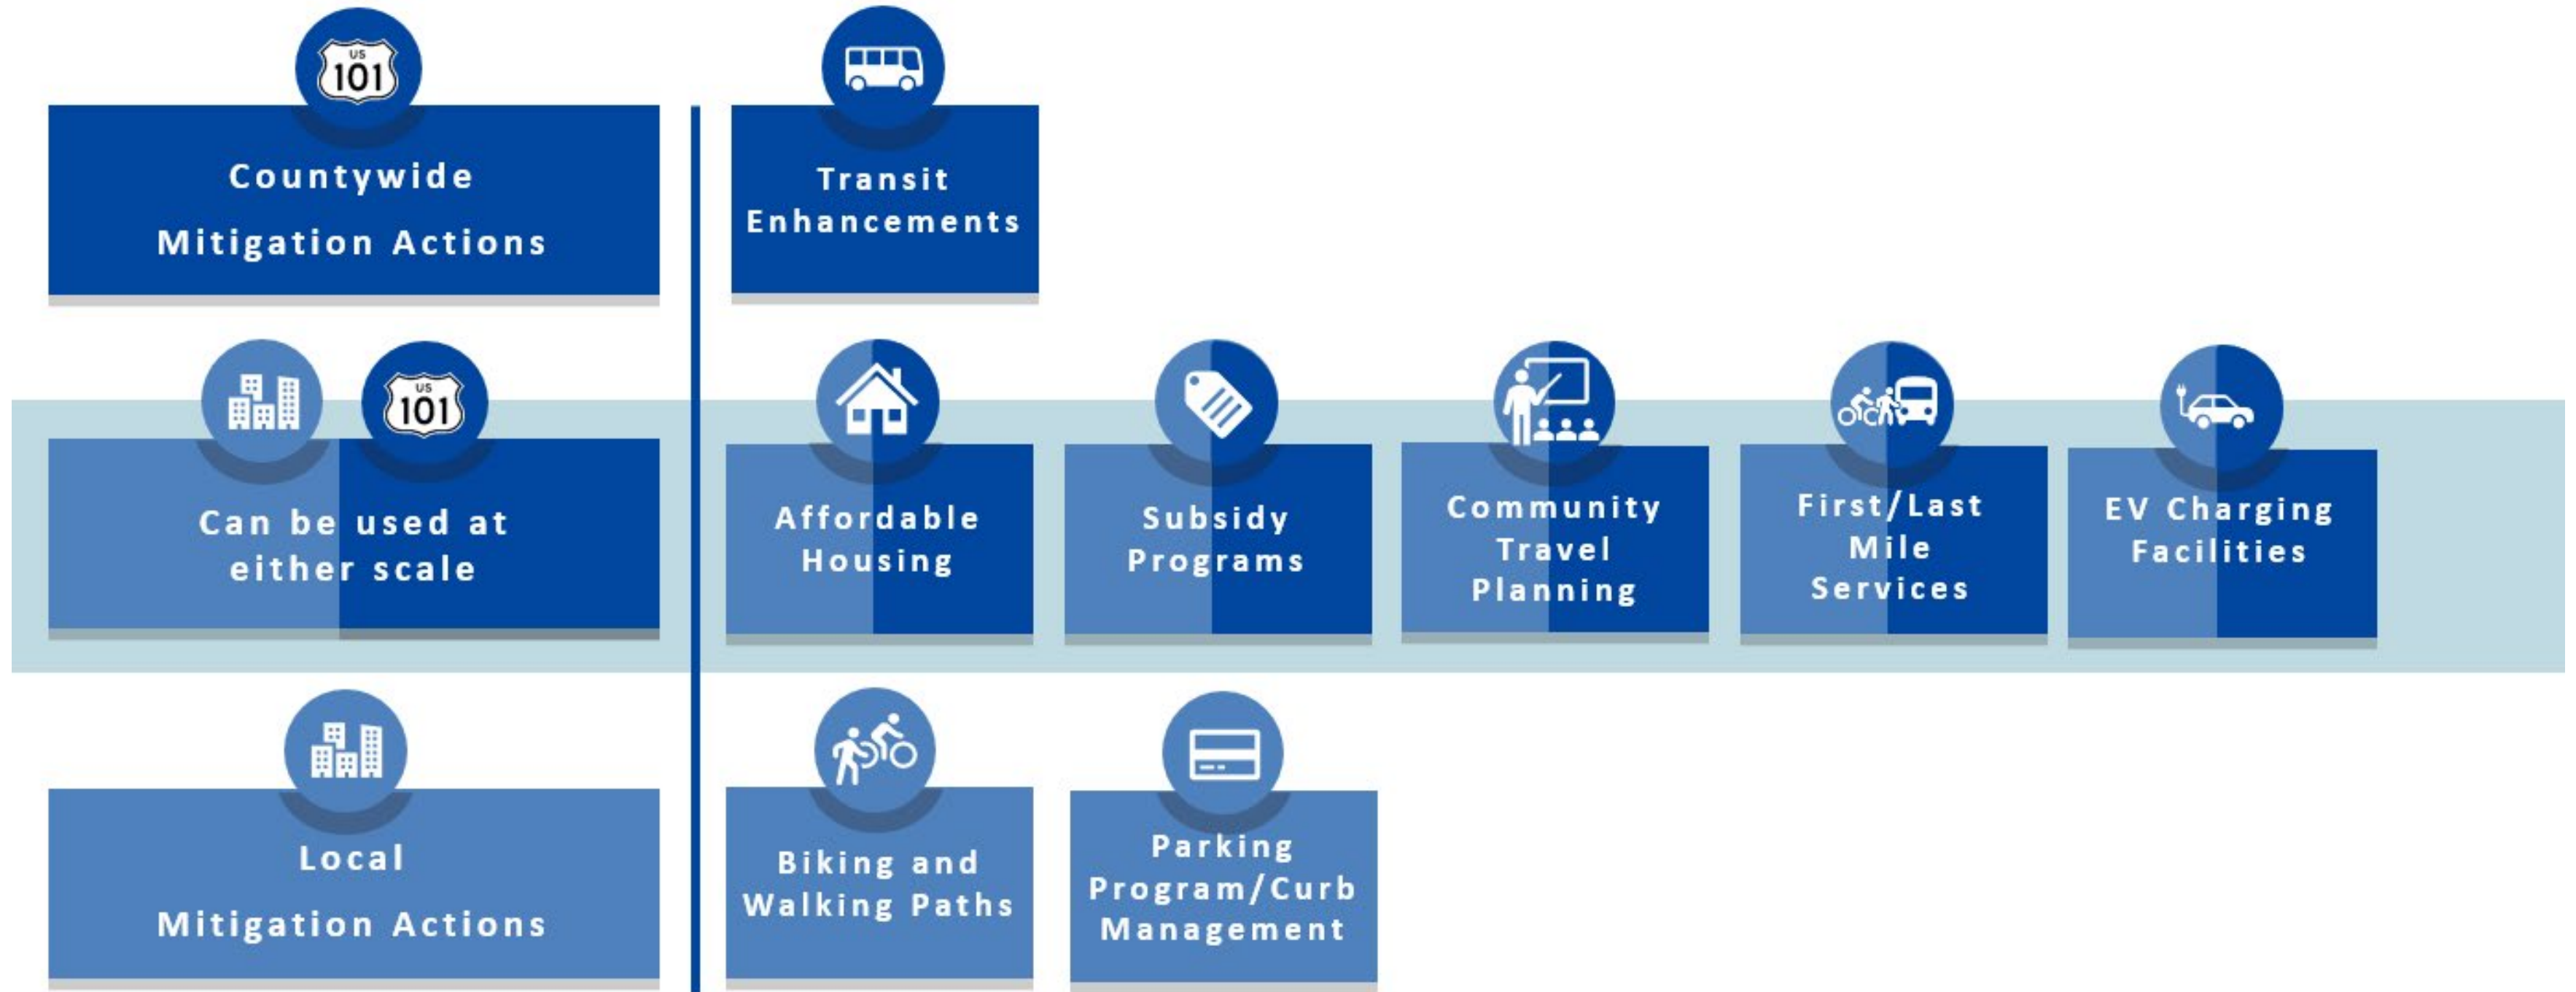 US
101
Countywide
Mitigation Actions
Transit
Enhancements
US
101
Can be used at
either scale
Affordable
Housing
Subsidy
Programs
Community
Travel
Planning
First/Last
Mile
Services
EV Charging
Facilities
Local
Mitigation Actions
Biking and
Walking Paths
Parking
Program/Curb
Management